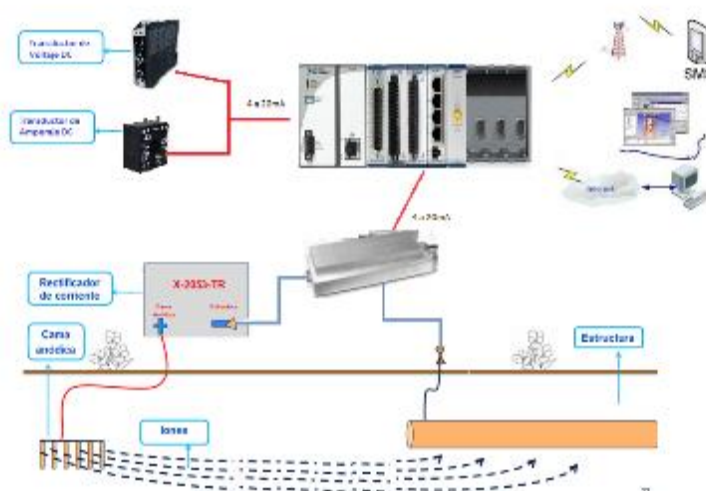 Transductor de
Voltaje DC
Transductor de
Amperaje DC
4 a 20mA
SMS
4 a 20mA
X-2053-TR
Rectificador
de corriente
Cama
anódica
Estructura
Iones